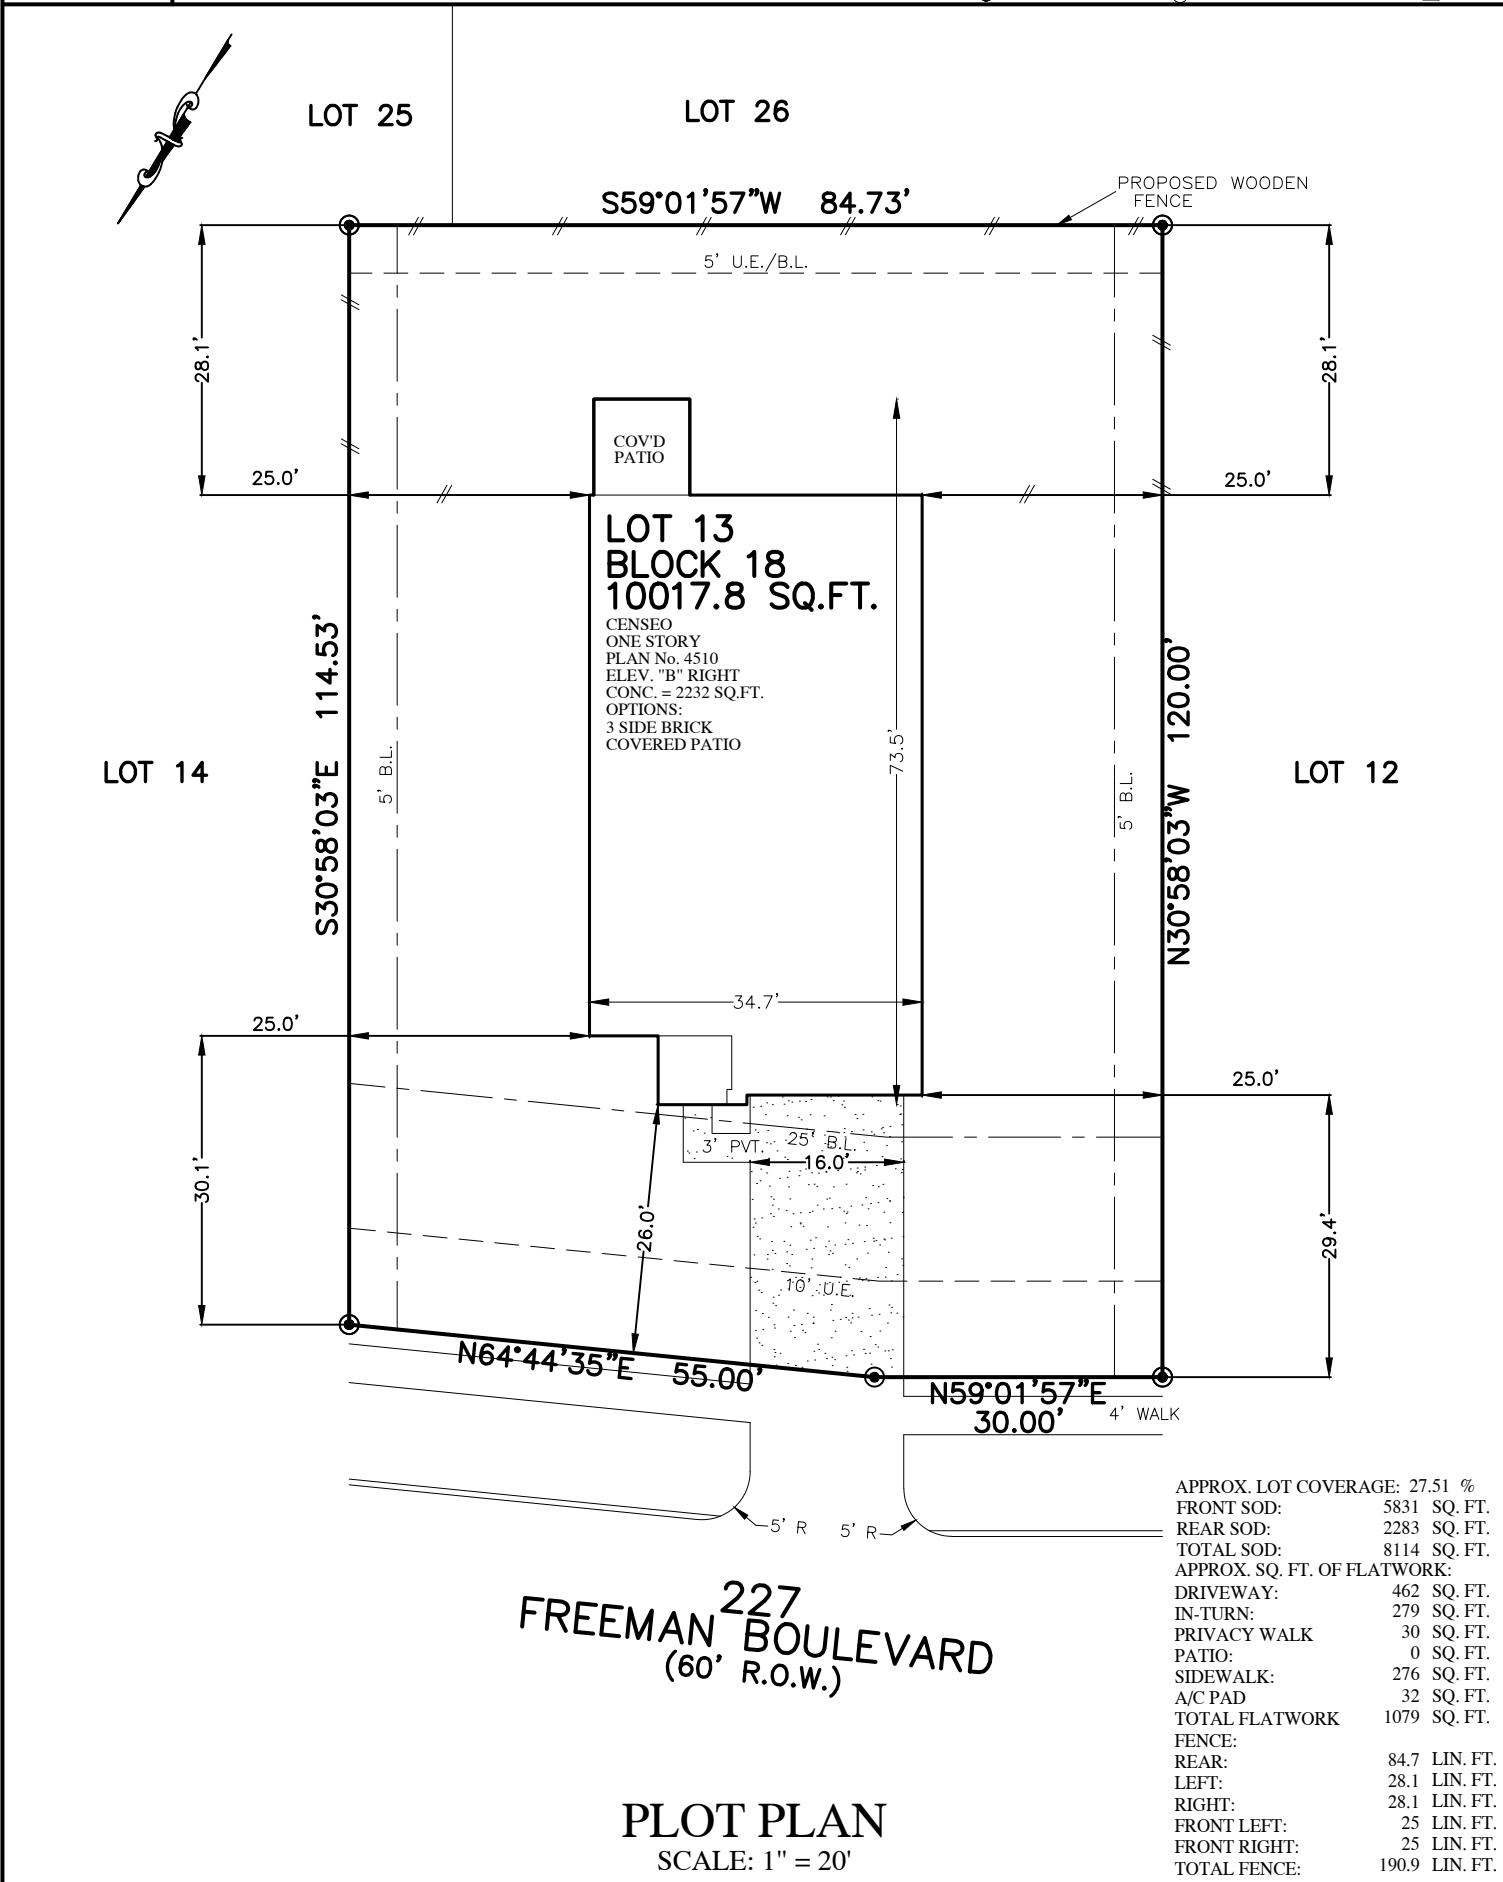 LOT 25
LOT 26
PROPOSED WOODEN
FENCE
S59°01'57"W 84.73'
5' U.E./B.L.
28.1'
28.1'
COV'D
PATIO
25.0'
25.0'
LOT 13
BLOCK 18
10017.8 SQ.FT.
CENSEO
ONE STORY
PLAN No. 4510
ELEV. "B" RIGHT
CONC. = 2232 SQ.FT.
OPTIONS:
3 SIDE BRICK
COVERED PATIO
S30°58'03"E 114.53'
N30°58'03"W 120.00'
73.5'
LOT 14
LOT 12
5' B.L.
5' B.L.
34.7'
25.0'
25.0'
3' PVT.
25' B.L.
16.0'
30.1'
26.0'
29.4'
10' U.E.
N64°44'35"E 55.00'
N59°01'57"E
30.00'
4' WALK
5' R
5' R
227
FREEMAN BOULEVARD
(60' R.O.W.)
APPROX. LOT COVERAGE: 27.51 %
FRONT SOD: 5831 SQ. FT.
REAR SOD: 2283 SQ. FT.
TOTAL SOD: 8114 SQ. FT.
APPROX. SQ. FT. OF FLATWORK:
DRIVEWAY: 462 SQ. FT.
IN-TURN: 279 SQ. FT.
PRIVACY WALK 30 SQ. FT.
PATIO: 0 SQ. FT.
SIDEWALK: 276 SQ. FT.
A/C PAD 32 SQ. FT.
TOTAL FLATWORK 1079 SQ. FT.
FENCE:
REAR: 84.7 LIN. FT.
LEFT: 28.1 LIN. FT.
RIGHT: 28.1 LIN. FT.
FRONT LEFT: 25 LIN. FT.
FRONT RIGHT: 25 LIN. FT.
TOTAL FENCE: 190.9 LIN. FT.
PLOT PLAN
SCALE: 1" = 20'